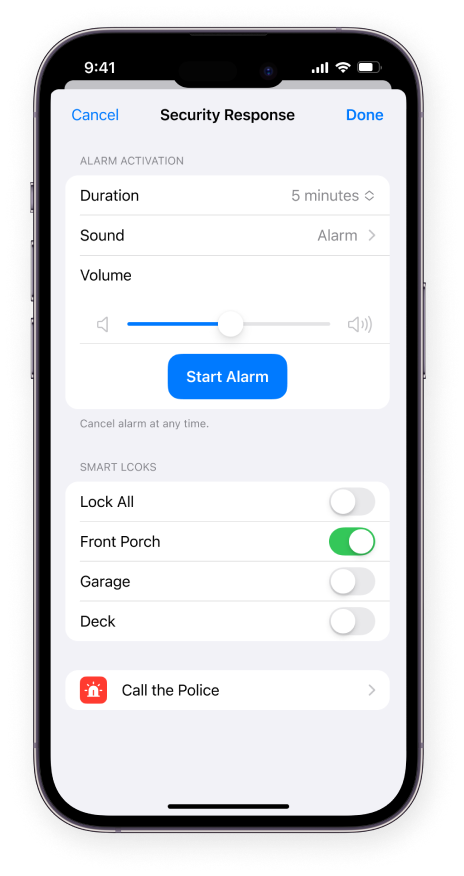 9:41
Cancel Security Response Done
ALARM ACTIVATION
Duration 5 minutes
Sound Alarm
Volume
Start Alarm
Cancel alarm at any time.
SMART LCOKS
Lock All
Front Porch
Garage
Deck
Call the Police